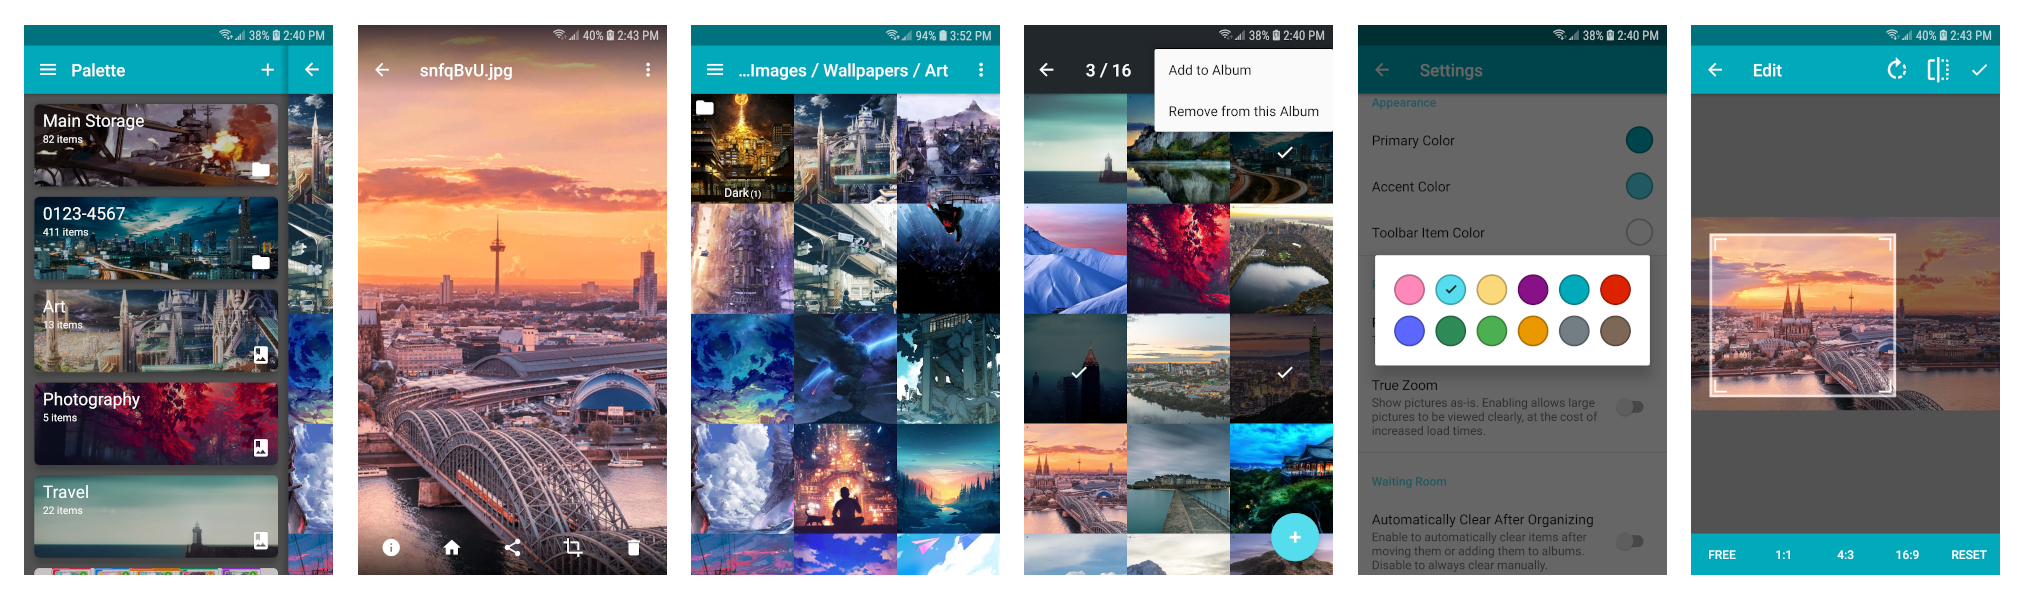 38% 2:40 PM
Palette
Main Storage
82 items
0123-4567
411 items
Art
13 items
Photography
5 items
Travel
22 items
40% 2:43 PM
snfqBvU.jpg
94% 3:52 PM
...Images / Wallpapers / Art
Dark (1)
38% 2:40 PM
3 / 16
Add to Album
Remove from this Album
38% 2:40 PM
Settings
Appearance
Primary Color
Accent Color
Toolbar Item Color
True Zoom
Show pictures as-is. Enabling allows large
pictures to be viewed clearly, at the cost of
increased load times.
Waiting Room
Automatically Clear After Organizing
Enable to automatically clear items after
moving them or adding them to albums.
Disable to always clear manually.
40% 2:43 PM
Edit
FREE 1:1 4:3 16:9 RESET